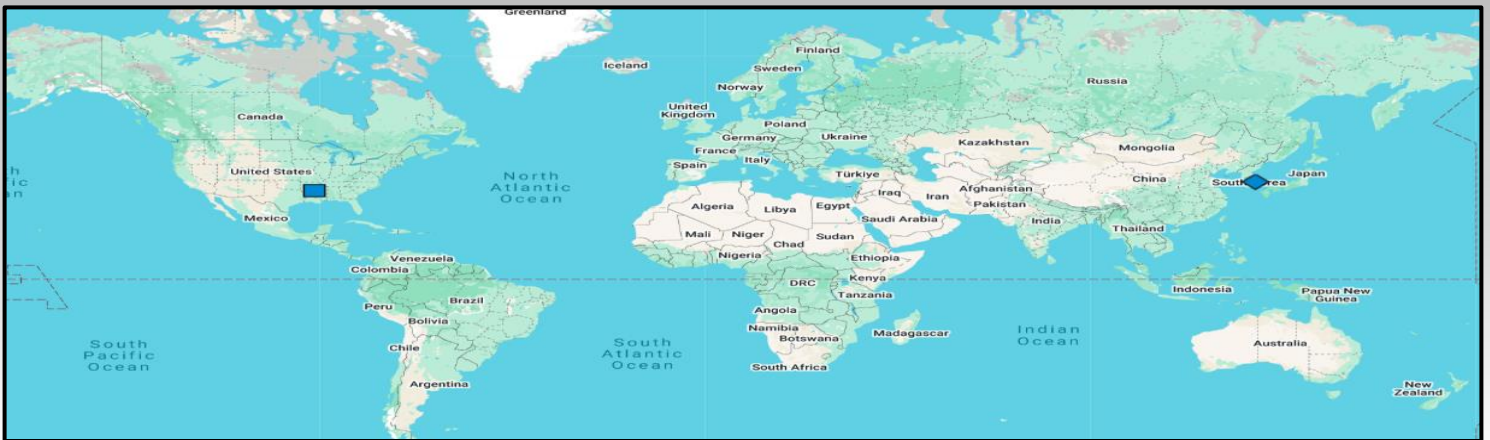 Greenland
Iceland
Finland
Sweden
Norway
Russia
United
Kingdom
Canada
Poland
Germany
Ukraine
France
Kazakhstan
Mongolia
Italy
Spain
United States
Türkiye
China
Japan
North
Atlantic
Ocean
Iraq
Iran
Afghanistan
Pakistan
Algeria
Libya
Egypt
Saudi Arabia
Mexico
India
Mali
Niger
Chad
Sudan
Thailand
Nigeria
Ethiopia
Venezuela
Colombia
Kenya
DRC
Tanzania
Indonesia
Papua New
Guinea
Brazil
Peru
Angola
Bolivia
Namibia
Botswana
Madagascar
South
Pacific
Ocean
Chile
South
Atlantic
Ocean
Indian
Ocean
Australia
South Africa
Argentina
New
Zealand